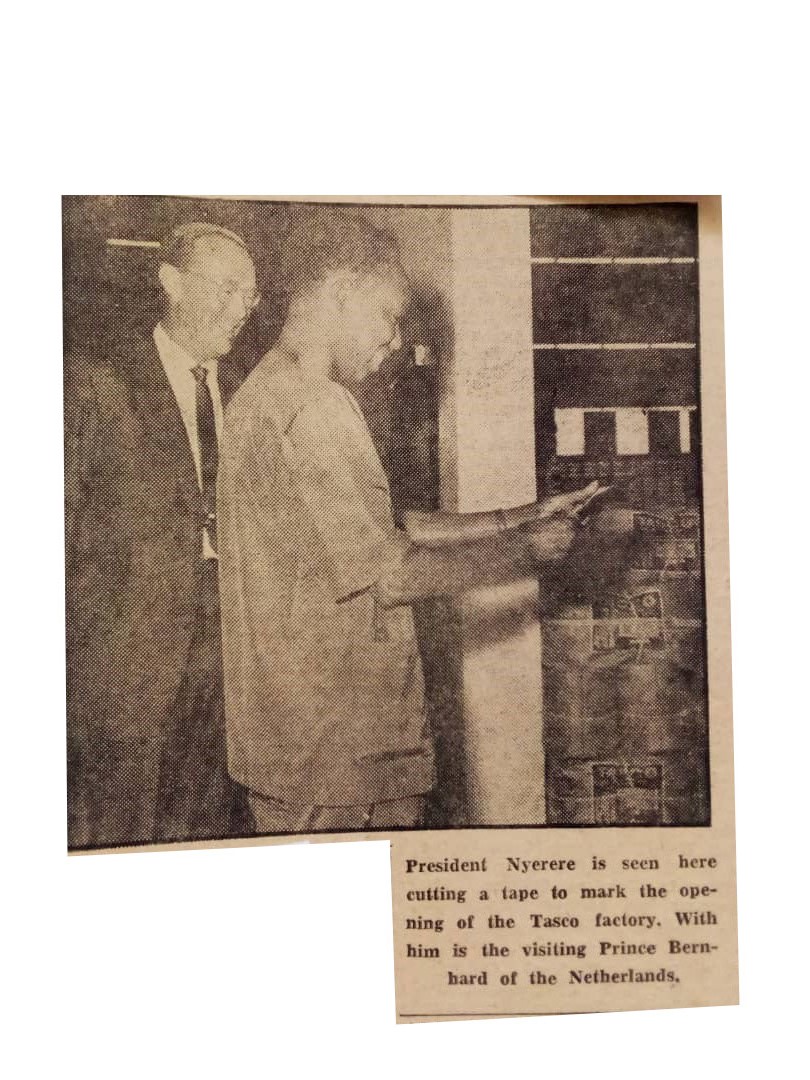 President Nyerere is seen here
cutting a tape to mark the ope-
ning of the Tasco factory. With
him is the visiting Prince Bern-
hard of the Netherlands.